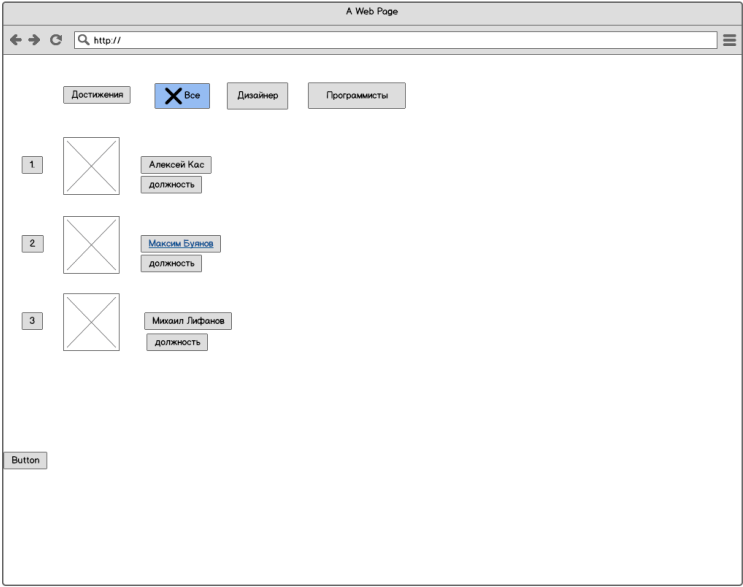 A Web Page
http://
Достижения
Все
Дизайнер
Программисты
1
Алексей Кас
должность
2
Максим Буянов
должность
3
Михаил Лифанов
должность
Button